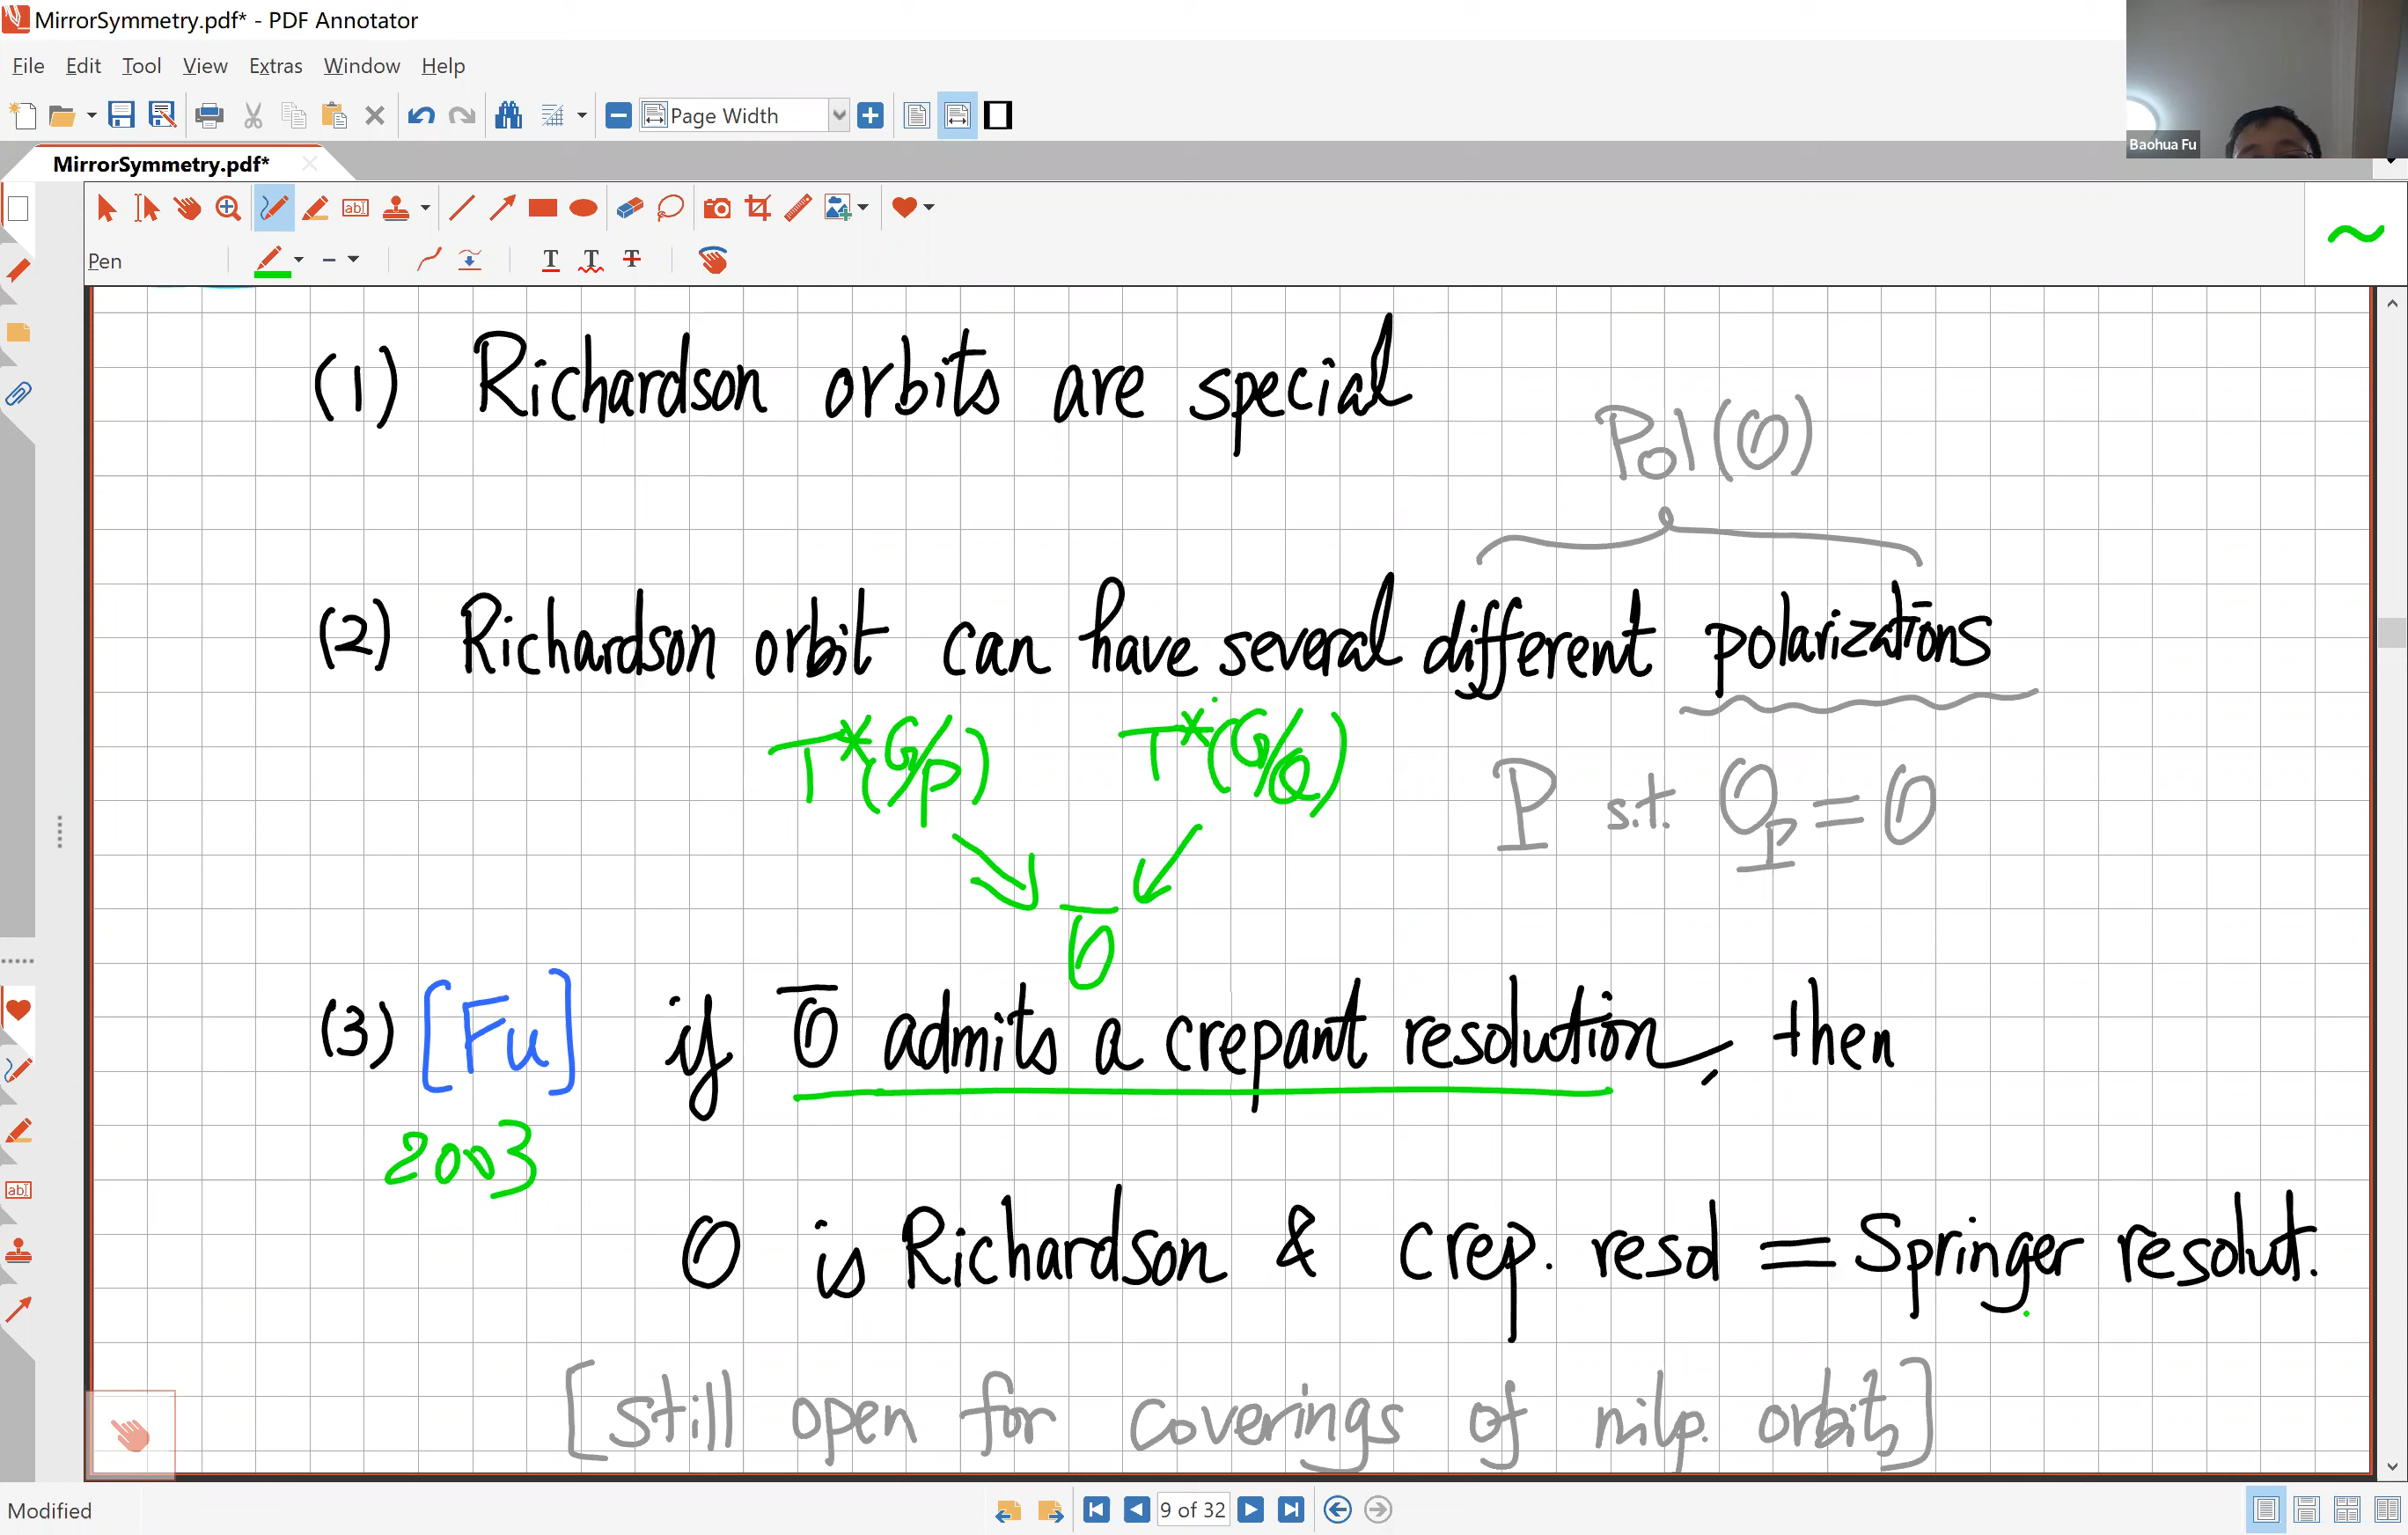 MirrorSymmetry.pdf* - PDF Annotator
File Edit Tool View Extras Window Help
Page Width
Baohua Fu
MirrorSymmetry.pdf*
Pen
(1) Richardson orbits are special
Pol(O)
(2) Richardson orbit can have several different polarizations
T*(G/P) T*(G/Q)
P s.t. O_P = O
O̅
(3) [Fu] if O̅ admits a crepant resolution, then
2003
O is Richardson & crep. resol = Springer resolut.
[still open for coverings of nilp. orbits]
Modified
9 of 32